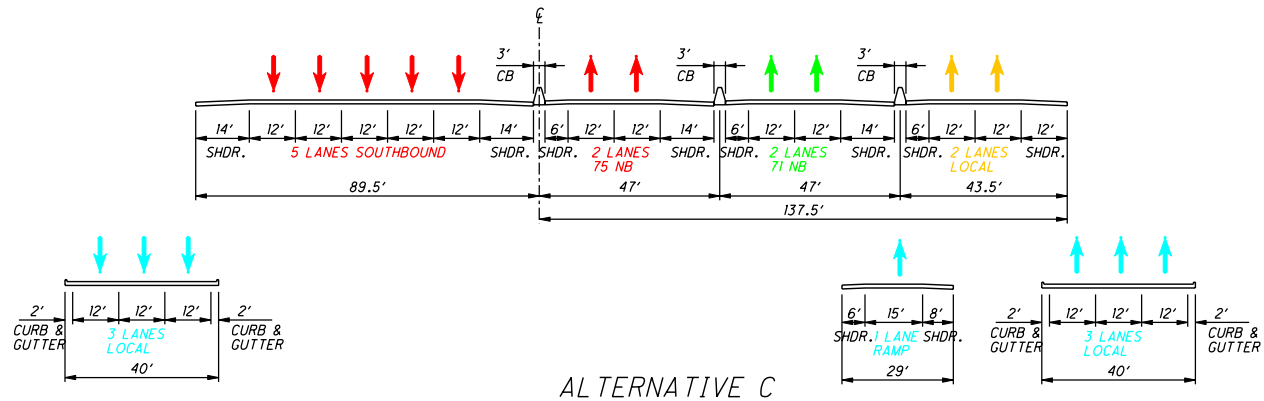 ℄
3' 3' 3'
CB CB CB
14' 12' 12' 12' 12' 12' 14' 6' 12' 12' 14' 6' 12' 12' 14' 6' 12' 12' 12'
SHDR. 5 LANES SOUTHBOUND SHDR. SHDR. 2 LANES SHDR. SHDR. 2 LANES SHDR. SHDR. 2 LANES SHDR.
75 NB 71 NB LOCAL
89.5' 47' 47' 43.5'
137.5'
2' 12' 12' 12' 2'
CURB & 3 LANES CURB &
GUTTER LOCAL GUTTER
40'
6' 15' 8'
SHDR. 1 LANE SHDR.
RAMP
29'
2' 12' 12' 12' 2'
CURB & 3 LANES CURB &
GUTTER LOCAL GUTTER
40'
ALTERNATIVE C